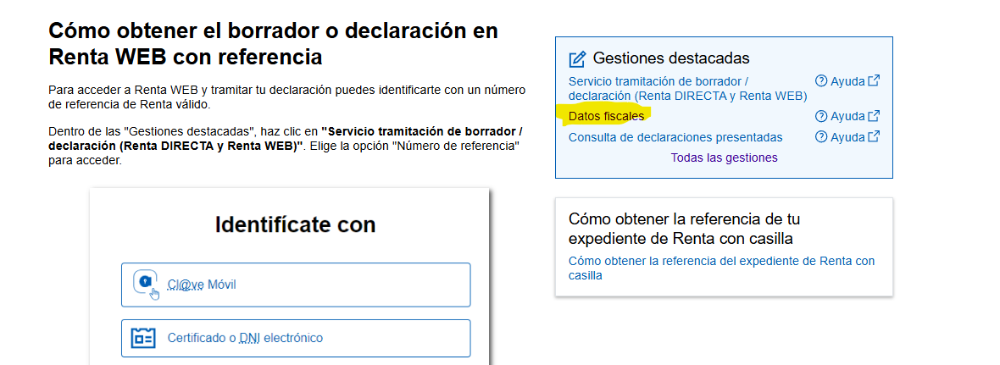 Cómo obtener el borrador o declaración en
Renta WEB con referencia
Para acceder a Renta WEB y tramitar tu declaración puedes identificarte con un número
de referencia de Renta válido.
Dentro de las "Gestiones destacadas", haz clic en "Servicio tramitación de borrador /
declaración (Renta DIRECTA y Renta WEB)". Elige la opción "Número de referencia"
para acceder.
Identifícate con
Cl@ve Móvil
Certificado o DNI electrónico
Gestiones destacadas
Servicio tramitación de borrador / Ayuda
declaración (Renta DIRECTA y Renta WEB)
Datos fiscales Ayuda
Consulta de declaraciones presentadas Ayuda
Todas las gestiones
Cómo obtener la referencia de tu
expediente de Renta con casilla
Cómo obtener la referencia del expediente de Renta con
casilla